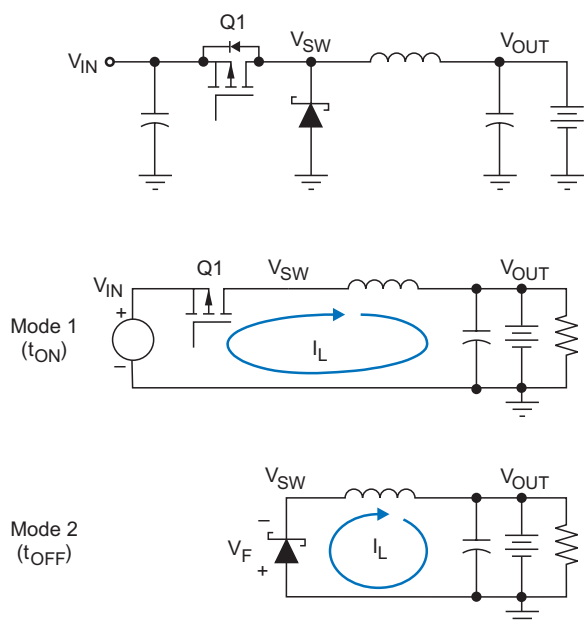 Q1
V_IN
V_SW
V_OUT
Q1
V_IN
V_SW
V_OUT
+
Mode 1
(t_ON)
–
I_L
V_SW
V_OUT
Mode 2
(t_OFF)
–
V_F
+
I_L